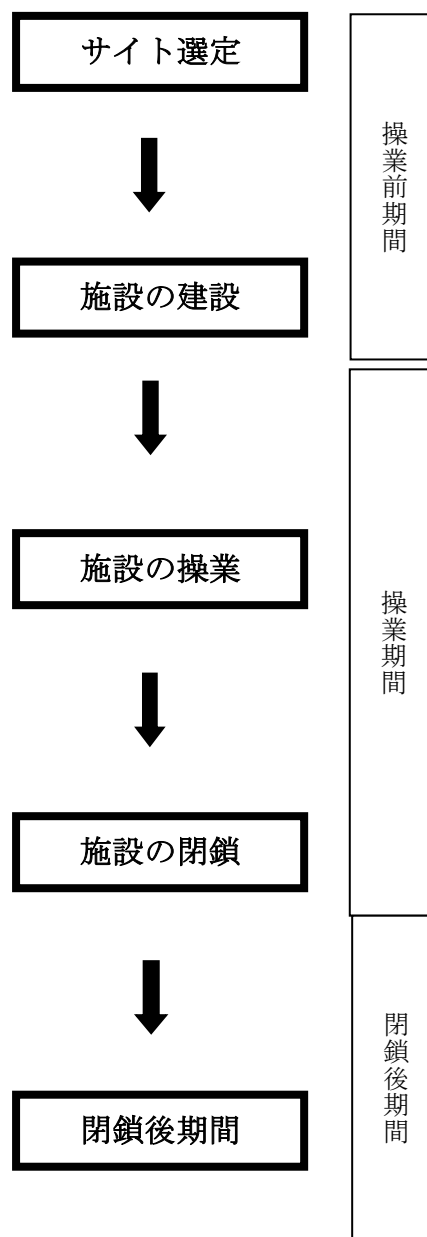 サイト選定
操業前期間
施設の建設
施設の操業
操業期間
施設の閉鎖
閉鎖後期間
閉鎖後期間